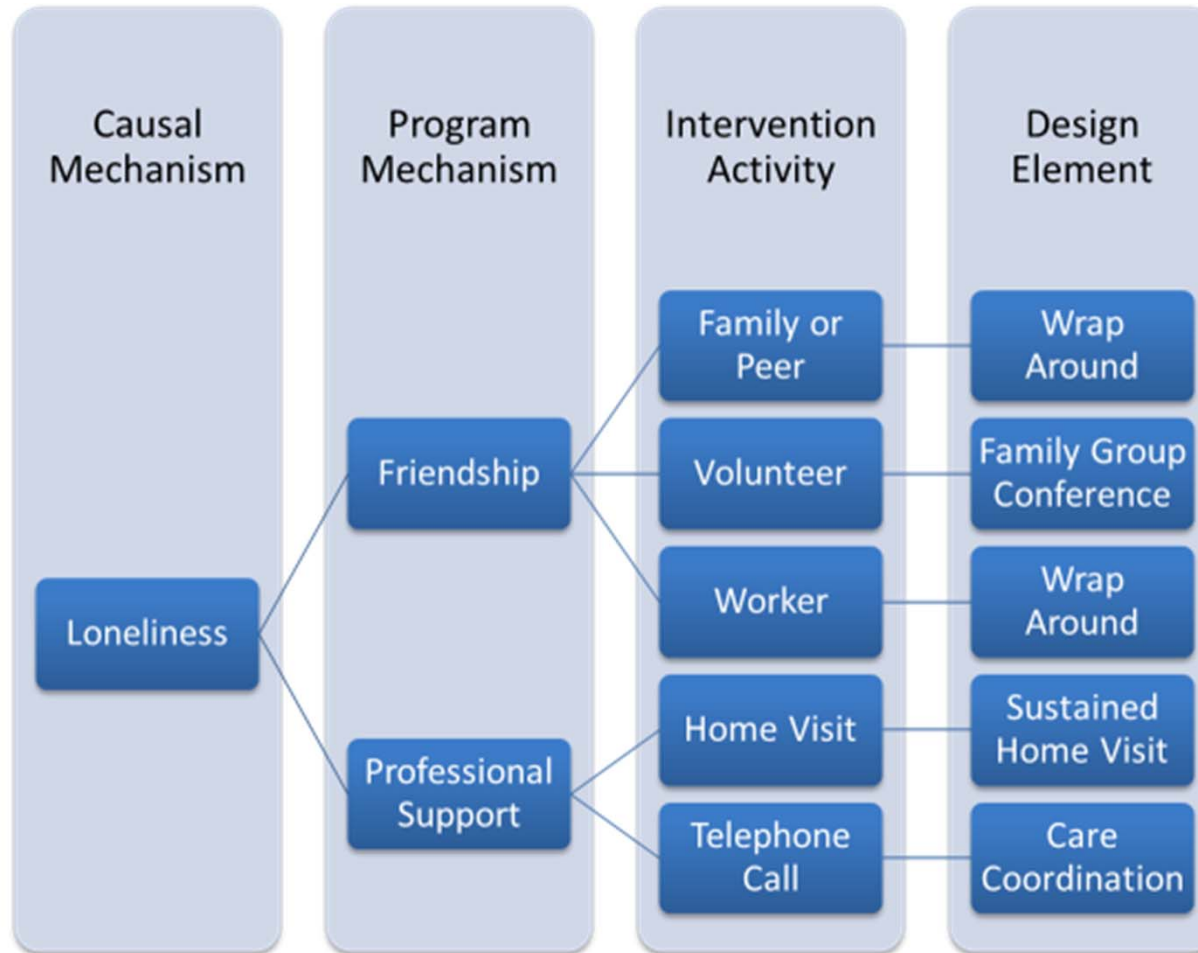 Causal
Mechanism
Program
Mechanism
Intervention
Activity
Design
Element
Loneliness
Friendship
Professional
Support
Family or
Peer
Volunteer
Worker
Home Visit
Telephone
Call
Wrap
Around
Family Group
Conference
Wrap
Around
Sustained
Home Visit
Care
Coordination